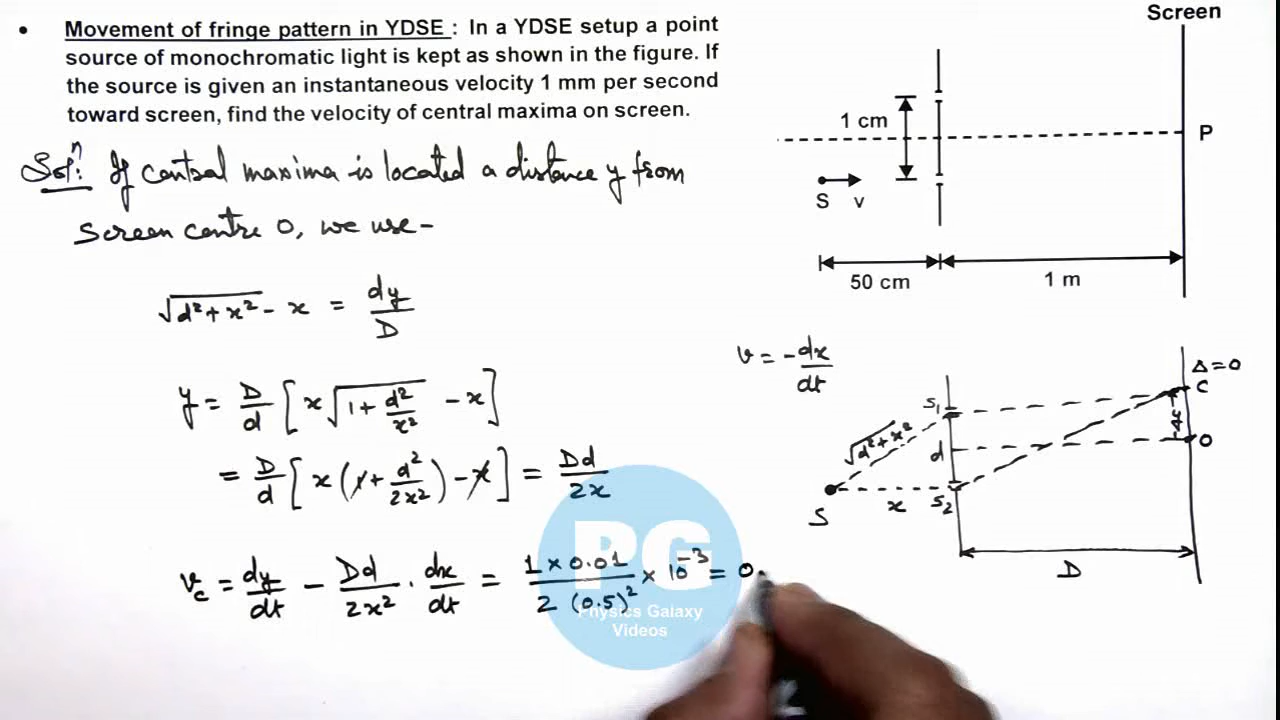 • Movement of fringe pattern in YDSE : In a YDSE setup a point
source of monochromatic light is kept as shown in the figure. If
the source is given an instantaneous velocity 1 mm per second
toward screen, find the velocity of central maxima on screen.
Screen
1 cm
P
S v
50 cm
1 m
Solⁿ: If central maxima is located a distance y from
screen centre O, we use –
√(d² + x²) - x = dy/D
y = D/d [x √(1 + d²/x²) - x]
= D/d [x (1 + d²/2x²) - x] = Dd/2x
v_c = dy/dt - Dd/2x² · dx/dt = 1 × 0.01/2 (0.5)² × 10⁻³ = 0.
v = - dx/dt
Δ=0
C
S₁
√d²+x²
y
d
O
S
x
S₂
D
PG
Physics Galaxy
Videos